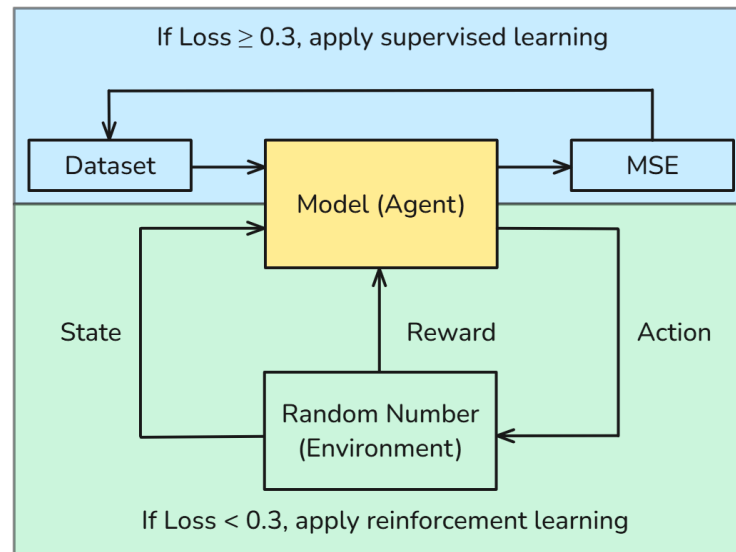 If Loss ≥ 0.3, apply supervised learning
Dataset
Model (Agent)
MSE
State
Reward
Action
Random Number
(Environment)
If Loss < 0.3, apply reinforcement learning